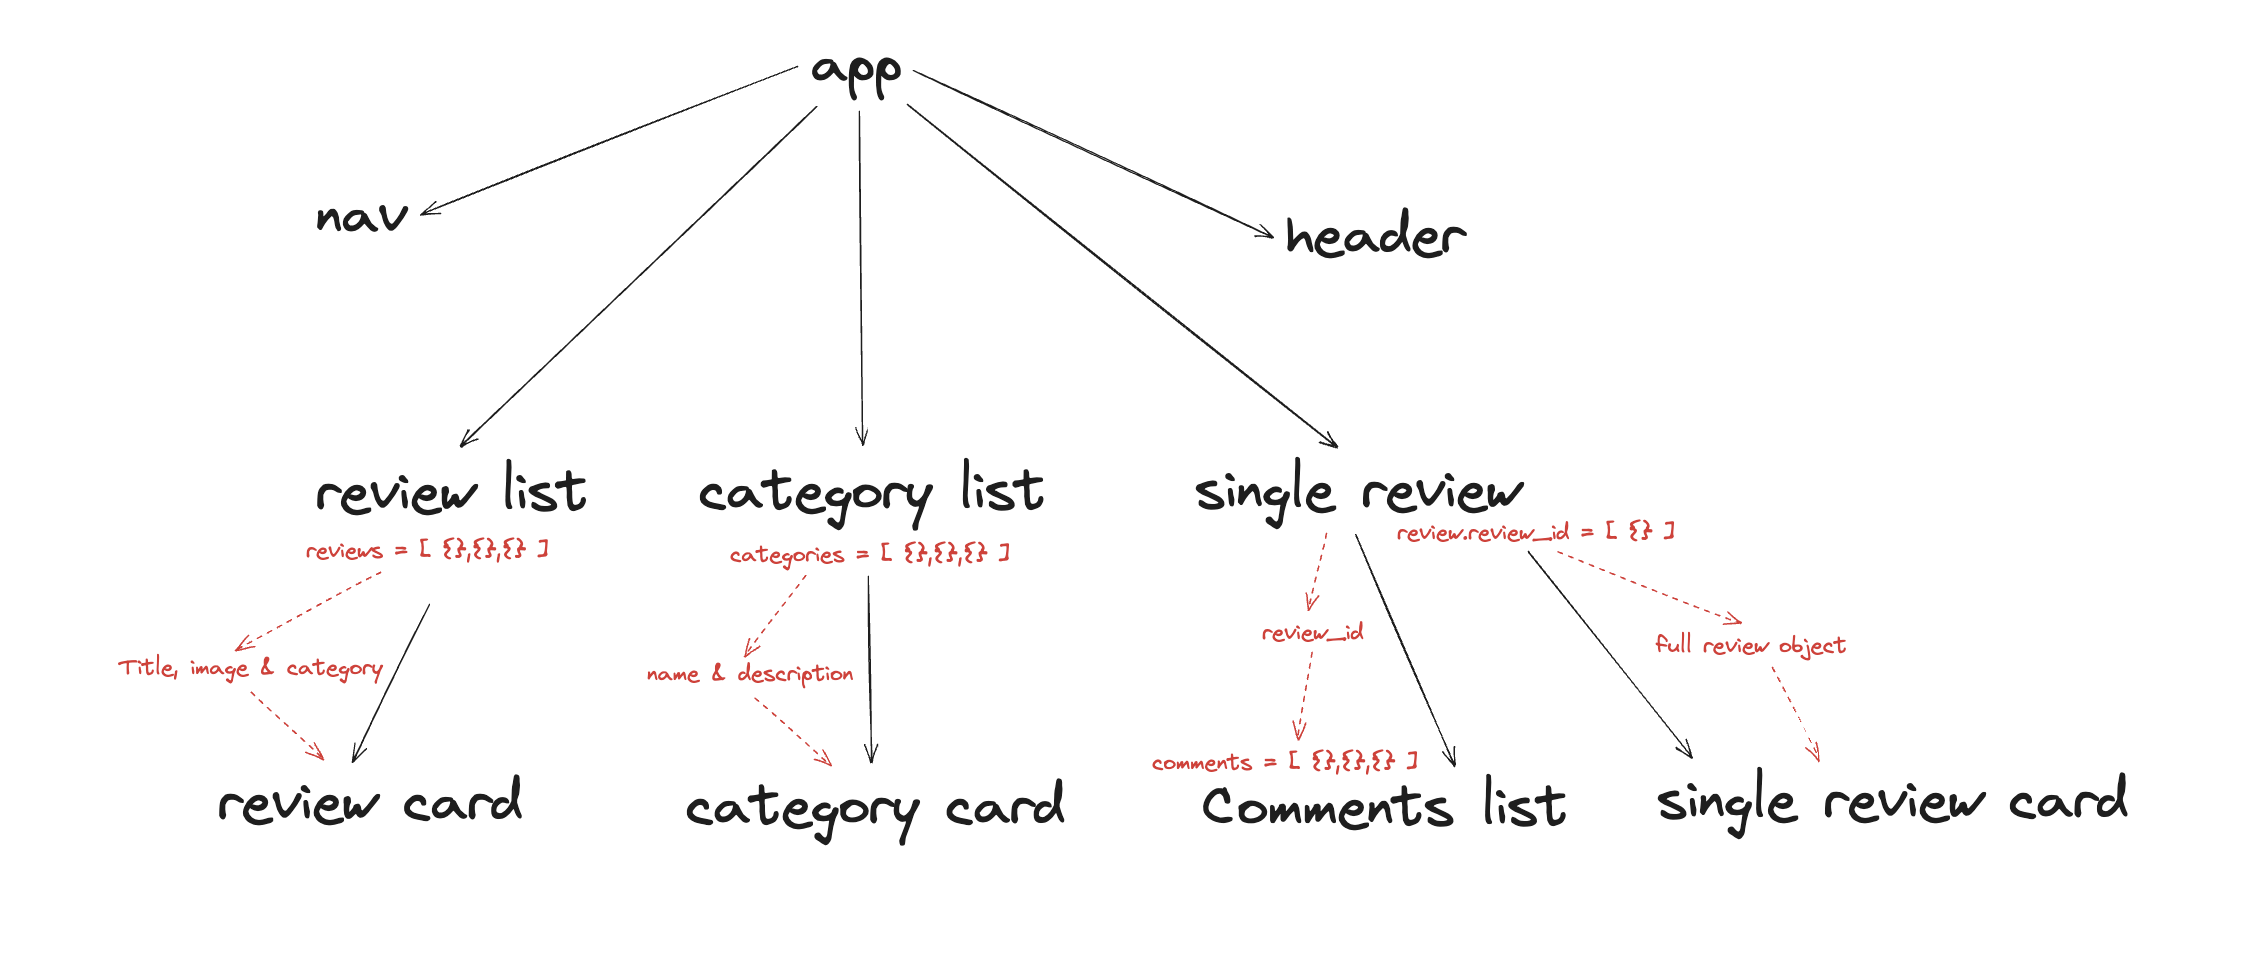 app
nav
header
review list
category list
single review
reviews = [ {},{},{} ]
categories = [ {},{},{} ]
review.review_id = [ {} ]
Title, image & category
name & description
review_id
full review object
comments = [ {},{},{} ]
review card
category card
Comments list
single review card